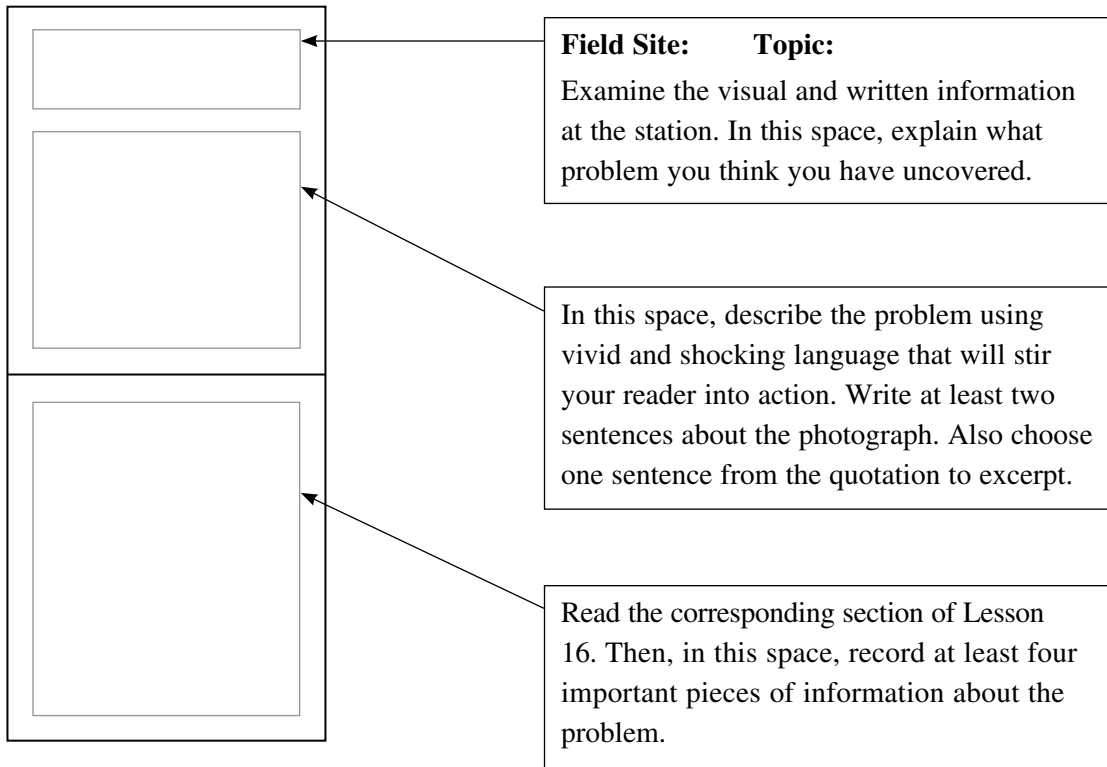 Field Site: Topic:
Examine the visual and written information
at the station. In this space, explain what
problem you think you have uncovered.
In this space, describe the problem using
vivid and shocking language that will stir
your reader into action. Write at least two
sentences about the photograph. Also choose
one sentence from the quotation to excerpt.
Read the corresponding section of Lesson
16. Then, in this space, record at least four
important pieces of information about the
problem.